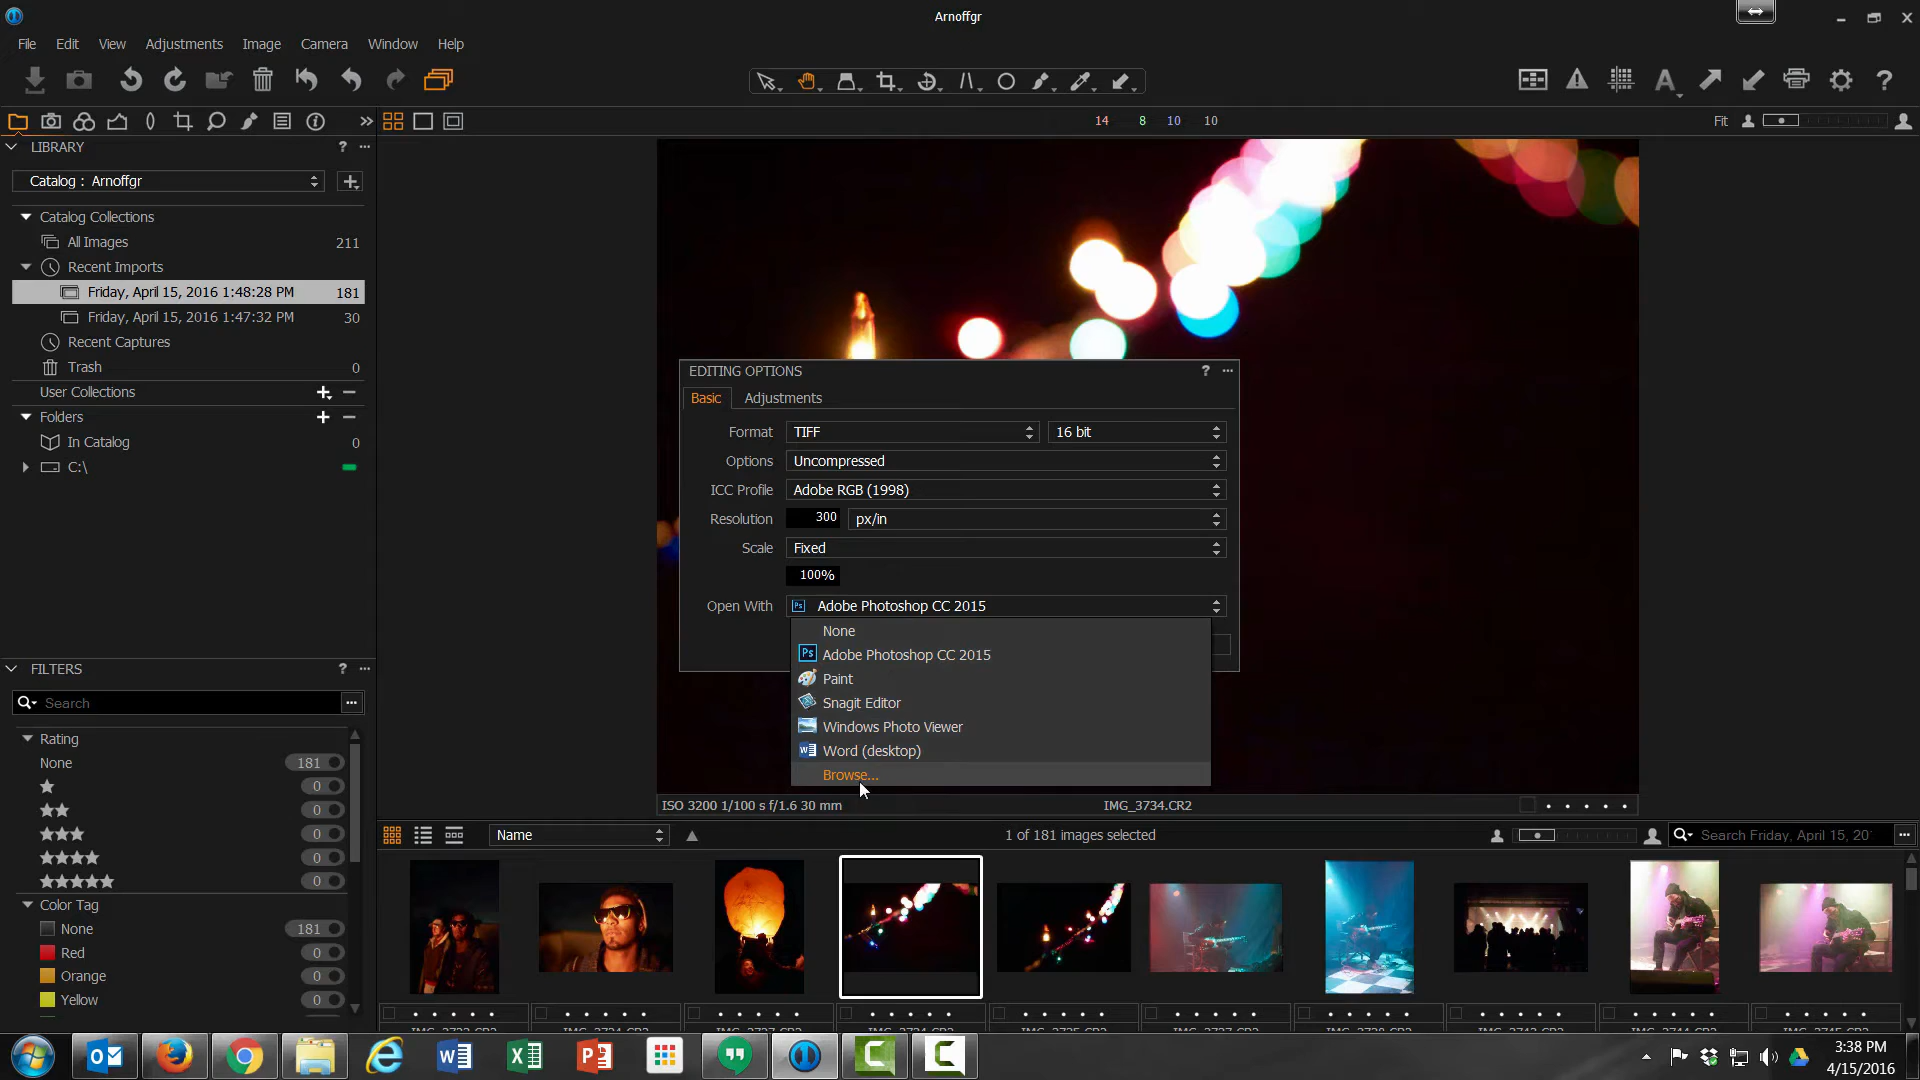 Arnoffgr
File Edit View Adjustments Image Camera Window Help
14 8 10 10
Fit
LIBRARY ? ...
Catalog : Arnoffgr
Catalog Collections
All Images 211
Recent Imports
Friday, April 15, 2016 1:48:28 PM 181
Friday, April 15, 2016 1:47:32 PM 30
Recent Captures
Trash 0
User Collections
Folders
In Catalog 0
C:\
EDITING OPTIONS ? ...
Basic Adjustments
Format TIFF 16 bit
Options Uncompressed
ICC Profile Adobe RGB (1998)
Resolution 300 px/in
Scale Fixed
100%
Open With Ps Adobe Photoshop CC 2015
None
Ps Adobe Photoshop CC 2015
Paint
Snagit Editor
Windows Photo Viewer
Word (desktop)
Browse...
ISO 3200 1/100 s f/1.6 30 mm IMG_3734.CR2
FILTERS ? ...
Search
Rating
None 181
0
0
0
0
0
Color Tag
None 181
Red 0
Orange 0
Yellow 0
Name 1 of 181 images selected Search Friday, April 15, 20
3:38 PM
4/15/2016